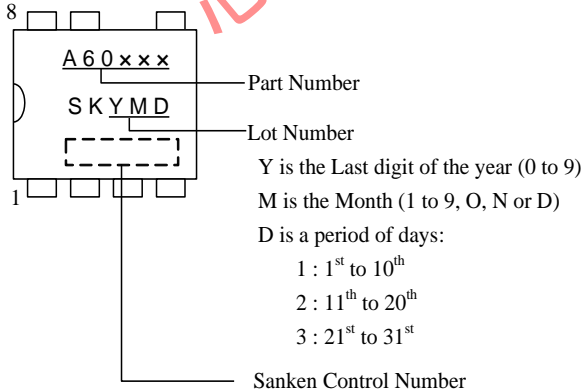 8
A60×××
Part Number
SKYMD
Lot Number
Y is the Last digit of the year (0 to 9)
M is the Month (1 to 9, O, N or D)
1
D is a period of days:
1 : 1st to 10th
2 : 11th to 20th
3 : 21st to 31st
Sanken Control Number